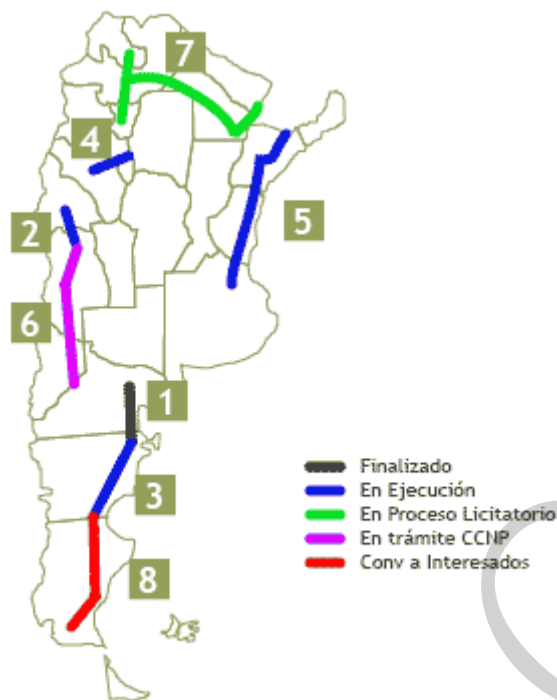 7
4
5
2
6
1
3
8
Finalizado
En Ejecución
En Proceso Licitatorio
En trámite CCNP
Conv a Interesados